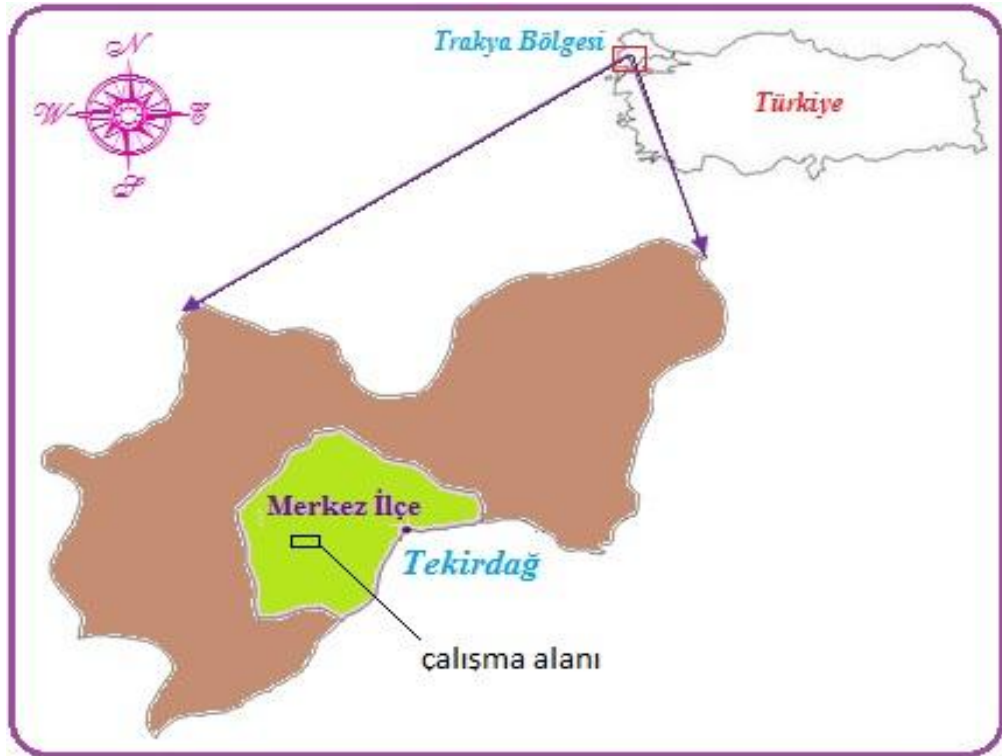 N
Trakya Bölgesi
W E
Türkiye
S
Merkez İlçe
Tekirdağ
çalışma alanı